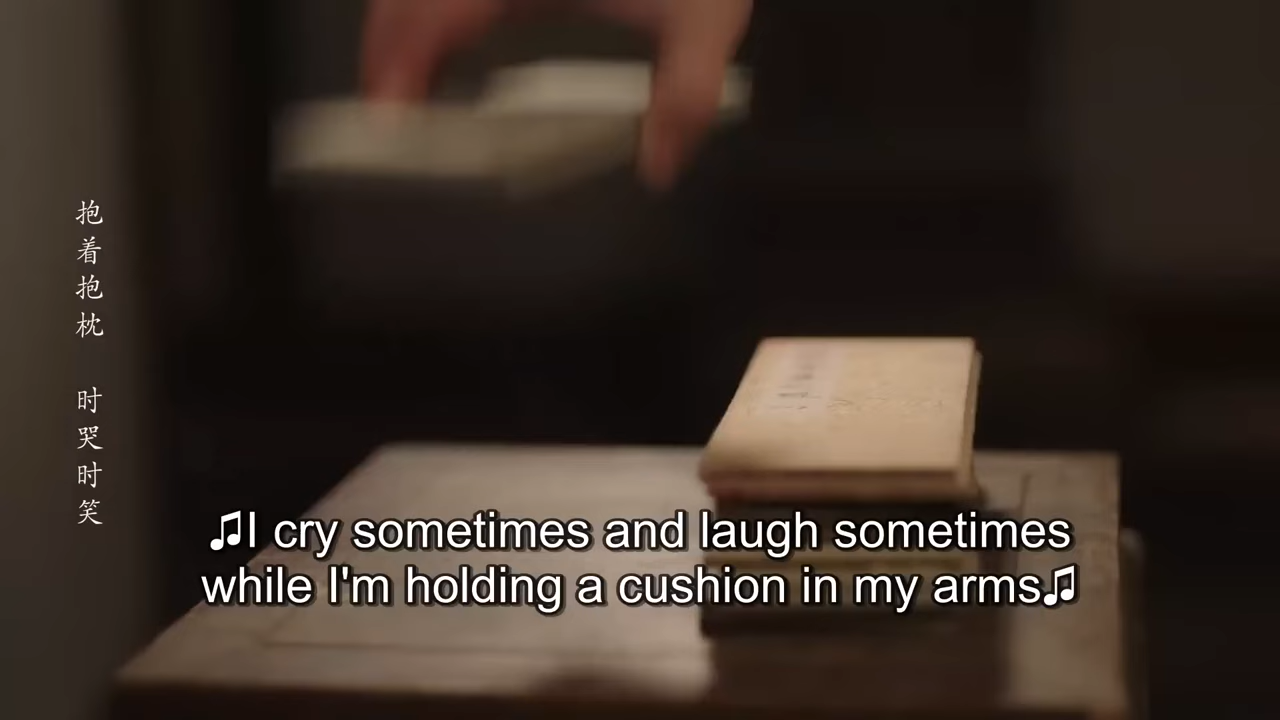 抱着抱枕 时哭时笑
♫I cry sometimes and laugh sometimes
while I'm holding a cushion in my arms♫